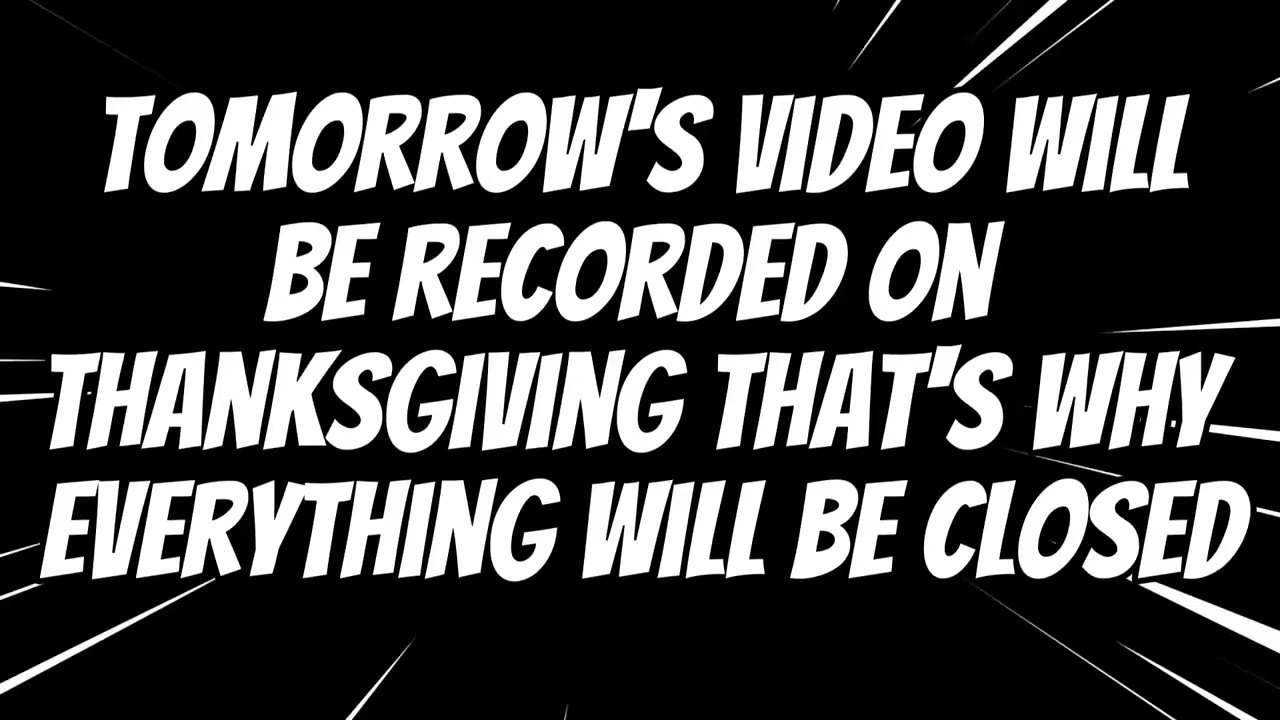 TOMORROW'S VIDEO WILL
BE RECORDED ON
THANKSGIVING THAT'S WHY
EVERYTHING WILL BE CLOSED